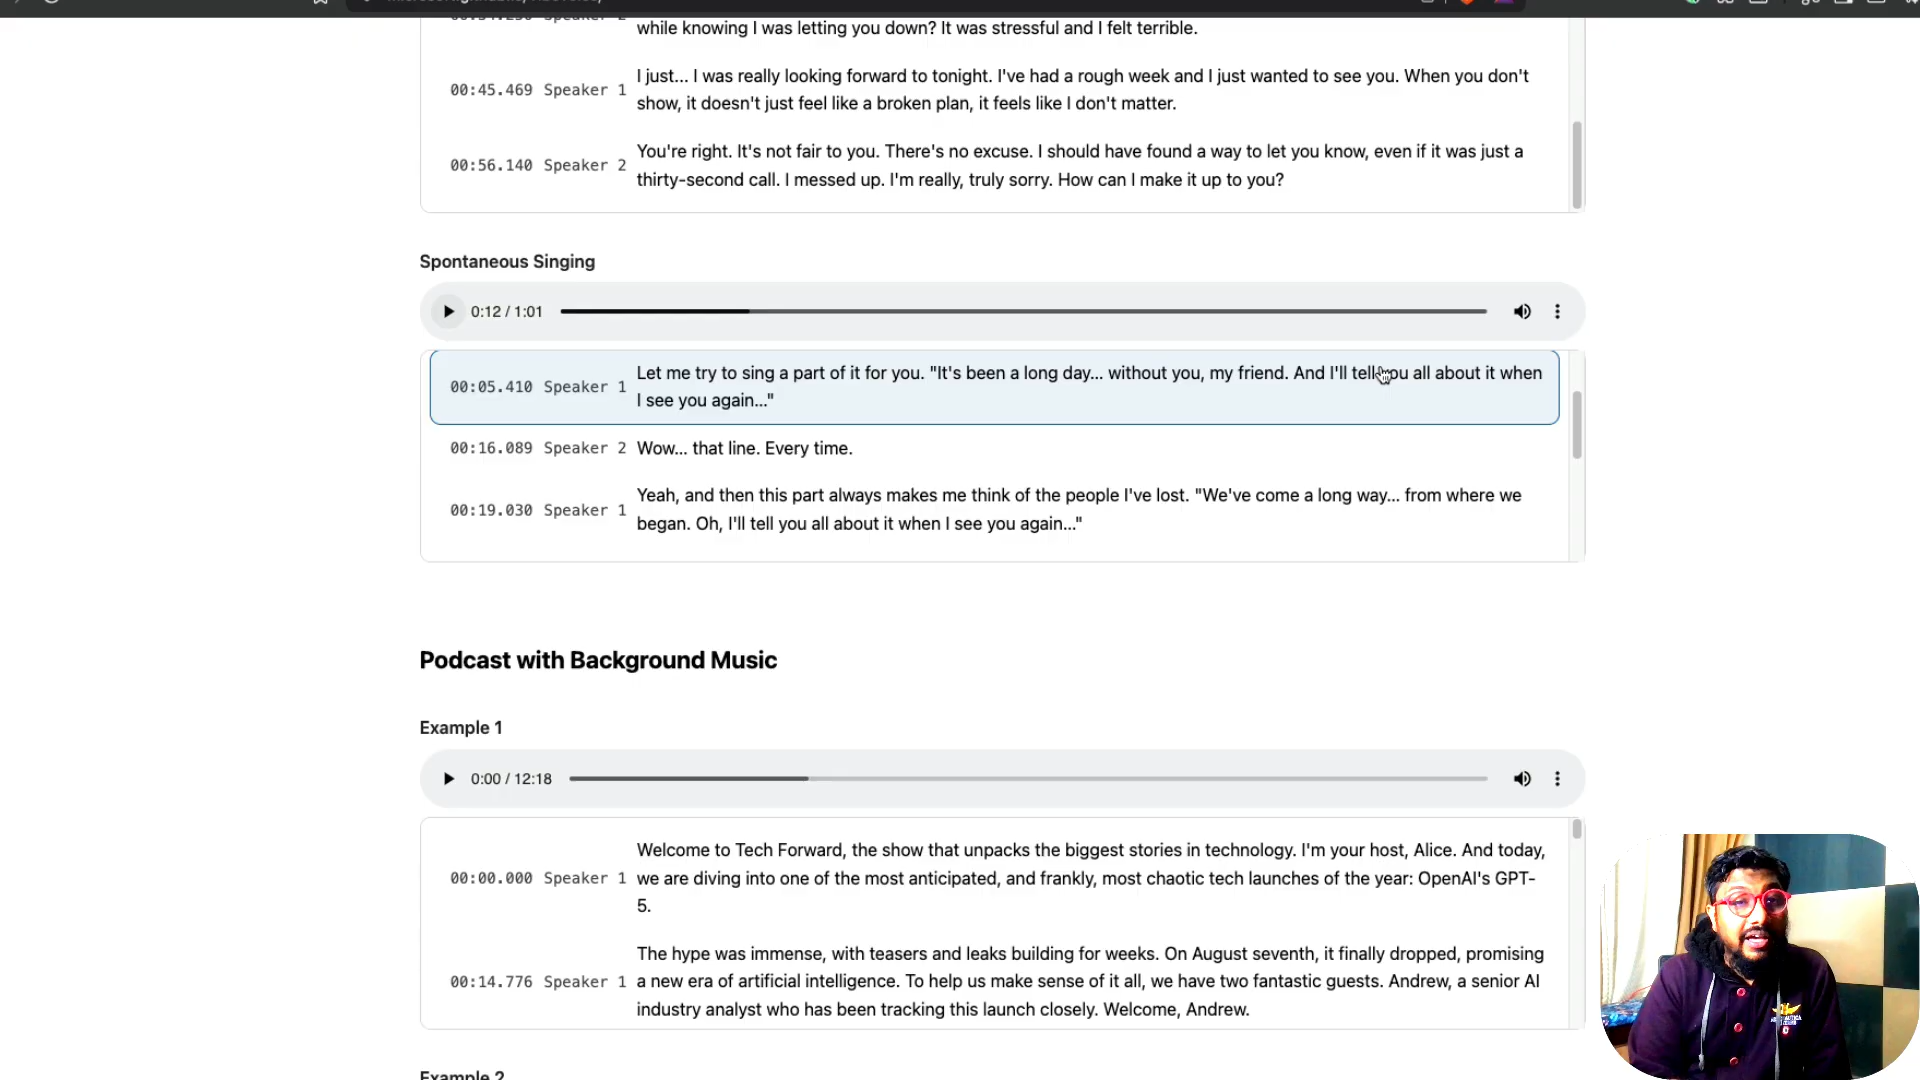 while knowing I was letting you down? It was stressful and I felt terrible.
00:45.469 Speaker 1 I just... I was really looking forward to tonight. I've had a rough week and I just wanted to see you. When you don't
show, it doesn't just feel like a broken plan, it feels like I don't matter.
00:56.140 Speaker 2 You're right. It's not fair to you. There's no excuse. I should have found a way to let you know, even if it was just a
thirty-second call. I messed up. I'm really, truly sorry. How can I make it up to you?
Spontaneous Singing
0:12 / 1:01
00:05.410 Speaker 1 Let me try to sing a part of it for you. "It's been a long day... without you, my friend. And I'll tell you all about it when
I see you again..."
00:16.089 Speaker 2 Wow... that line. Every time.
00:19.030 Speaker 1 Yeah, and then this part always makes me think of the people I've lost. "We've come a long way... from where we
began. Oh, I'll tell you all about it when I see you again..."
Podcast with Background Music
Example 1
0:00 / 12:18
Welcome to Tech Forward, the show that unpacks the biggest stories in technology. I'm your host, Alice. And today,
00:00.000 Speaker 1 we are diving into one of the most anticipated, and frankly, most chaotic tech launches of the year: OpenAI's GPT-
5.
The hype was immense, with teasers and leaks building for weeks. On August seventh, it finally dropped, promising
00:14.776 Speaker 1 a new era of artificial intelligence. To help us make sense of it all, we have two fantastic guests. Andrew, a senior AI
industry analyst who has been tracking this launch closely. Welcome, Andrew.
Example 2